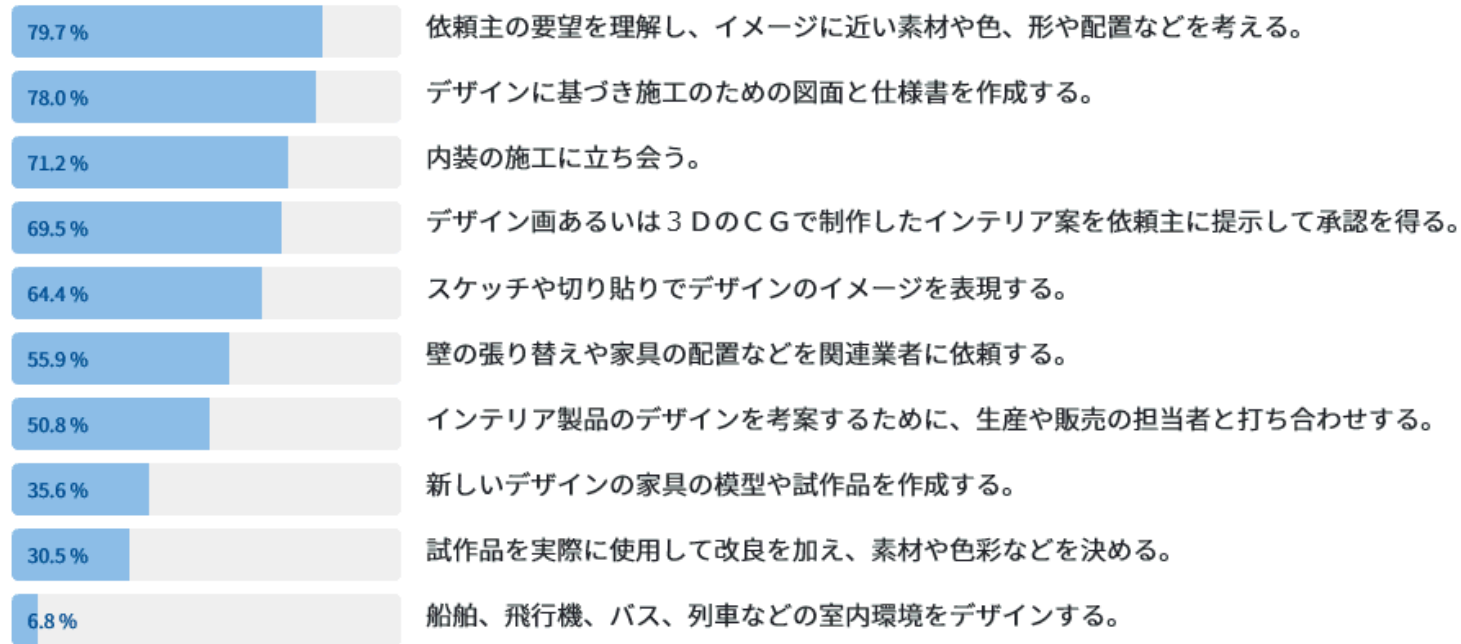 79.7 % 依頼主の要望を理解し、イメージに近い素材や色、形や配置などを考える。
78.0 % デザインに基づき施工のための図面と仕様書を作成する。
71.2 % 内装の施工に立ち会う。
69.5 % デザイン画あるいは３ＤのＣＧで制作したインテリア案を依頼主に提示して承認を得る。
64.4 % スケッチや切り貼りでデザインのイメージを表現する。
55.9 % 壁の張り替えや家具の配置などを関連業者に依頼する。
50.8 % インテリア製品のデザインを考案するために、生産や販売の担当者と打ち合わせする。
35.6 % 新しいデザインの家具の模型や試作品を作成する。
30.5 % 試作品を実際に使用して改良を加え、素材や色彩などを決める。
6.8 % 船舶、飛行機、バス、列車などの室内環境をデザインする。